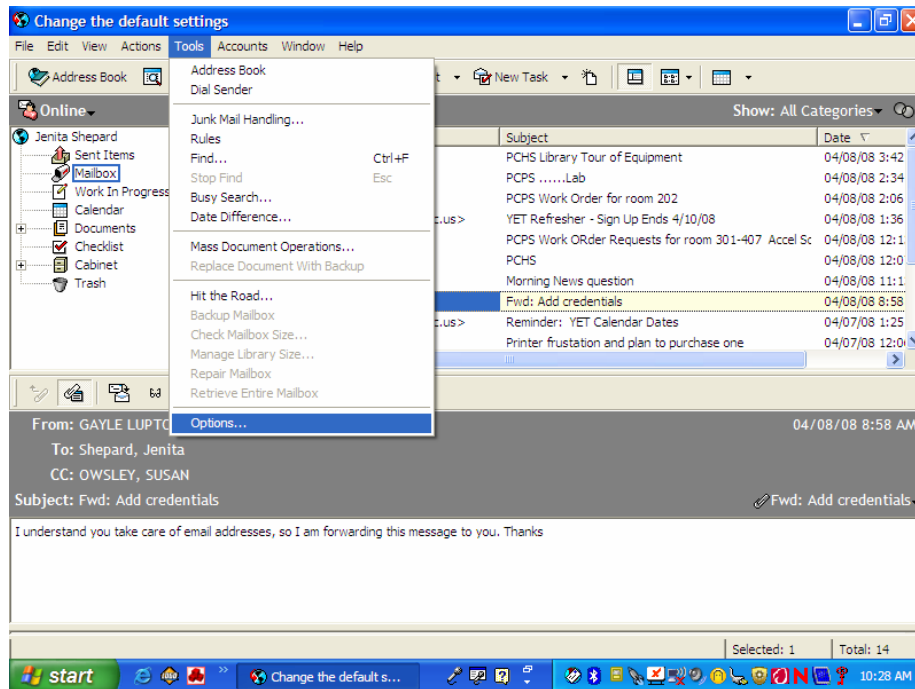 Change the default settings
File Edit View Actions Tools Accounts Window Help
Address Book
New Task
Address Book
Dial Sender
Junk Mail Handling...
Rules
Find... Ctrl+F
Stop Find Esc
Busy Search...
Date Difference...
Mass Document Operations...
Replace Document With Backup
Hit the Road...
Backup Mailbox
Check Mailbox Size...
Manage Library Size...
Repair Mailbox
Retrieve Entire Mailbox
Options...
Online
Show: All Categories
Jenita Shepard
Sent Items
Mailbox
Work In Progress
Calendar
Documents
Checklist
Cabinet
Trash
Subject Date
PCHS Library Tour of Equipment 04/08/08 3:42
PCPS ......Lab 04/08/08 2:34
PCPS Work Order for room 202 04/08/08 2:06
c.us> YET Refresher - Sign Up Ends 4/10/08 04/08/08 1:36
PCPS Work ORder Requests for room 301-407 Accel Sc 04/08/08 12:1
PCHS 04/08/08 12:0
Morning News question 04/08/08 11:1
Fwd: Add credentials 04/08/08 8:58
c.us> Reminder: YET Calendar Dates 04/07/08 1:25
Printer frustation and plan to purchase one 04/07/08 12:0
From: GAYLE LUPTO 04/08/08 8:58 AM
To: Shepard, Jenita
CC: OWSLEY, SUSAN
Subject: Fwd: Add credentials Fwd: Add credentials
I understand you take care of email addresses, so I am forwarding this message to you. Thanks
Selected: 1 Total: 14
start Change the default s... 10:28 AM